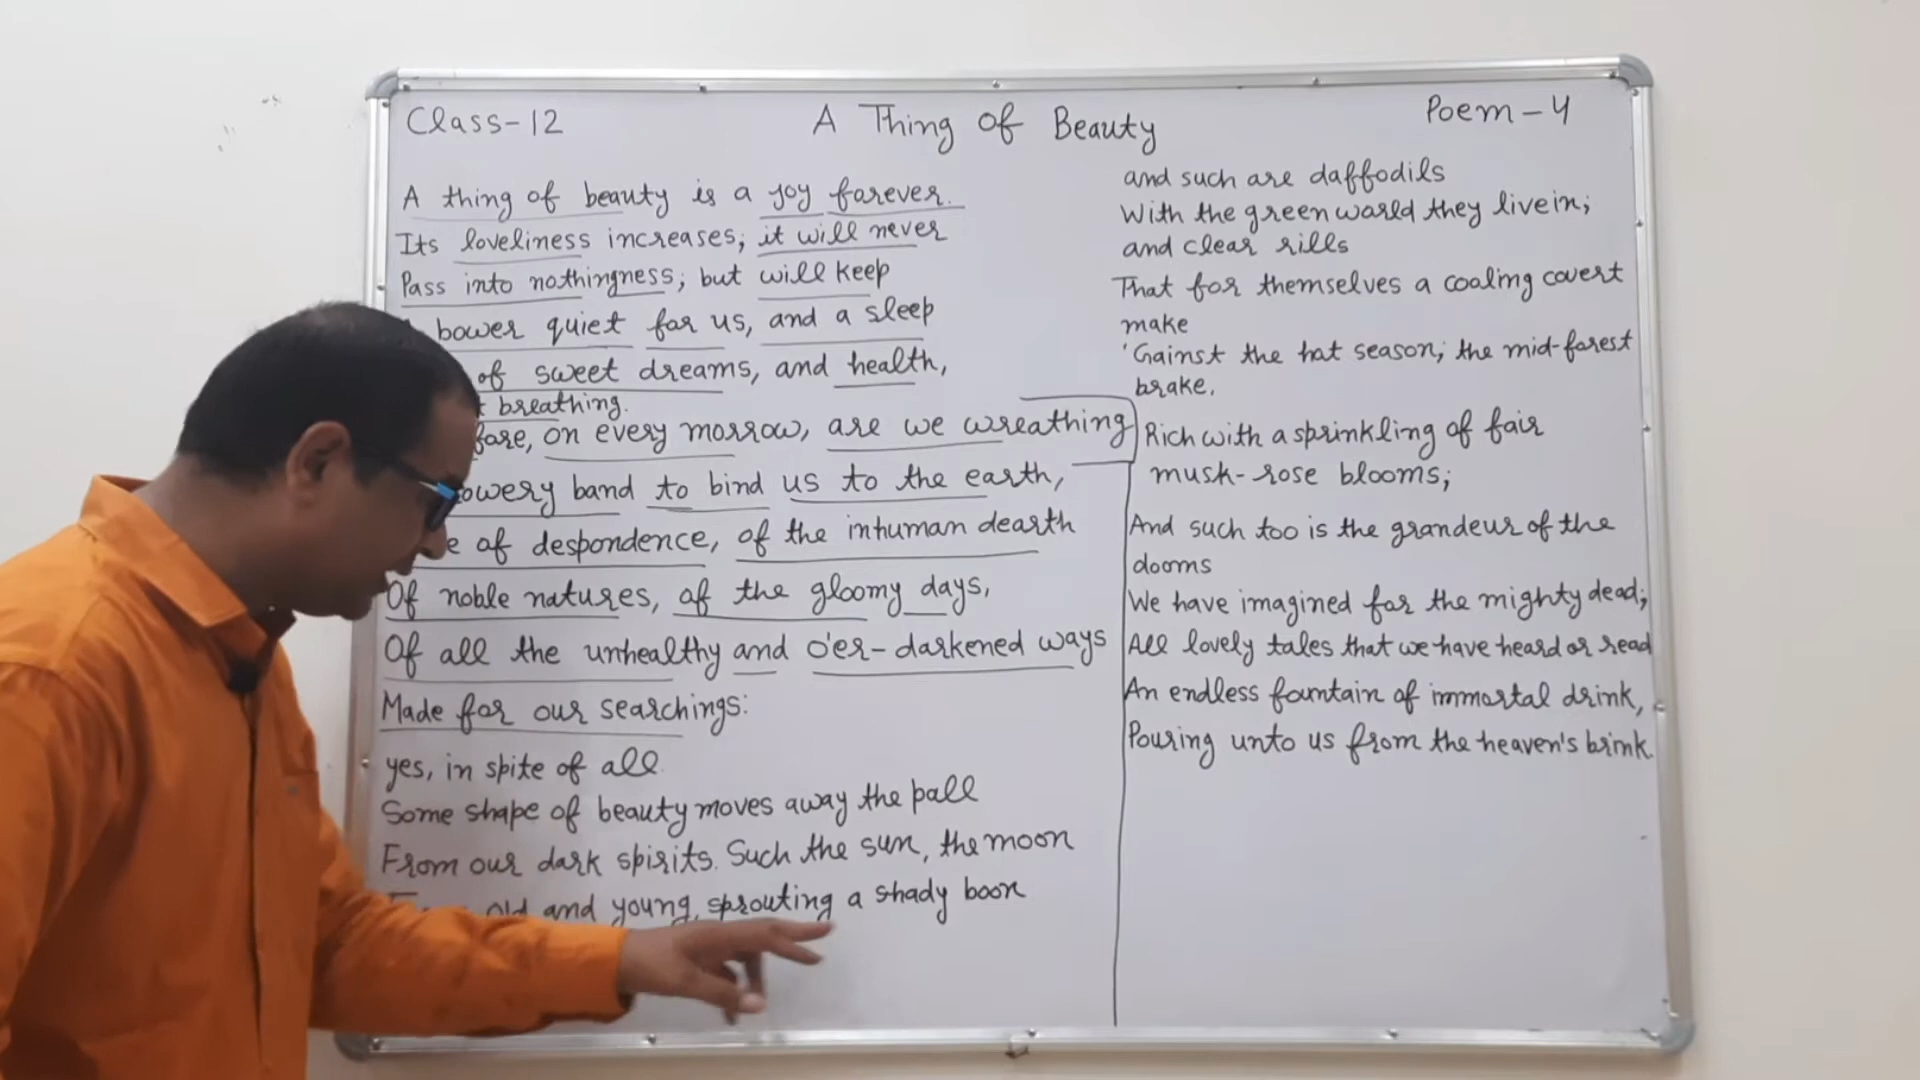 Class-12
A Thing of Beauty
Poem-4
A thing of beauty is a joy forever.
Its loveliness increases; it will never
Pass into nothingness; but will keep
bower quiet for us, and a sleep
of sweet dreams, and health,
breathing.
on every morrow, are we wreathing
band to bind us to the earth,
of despondence, of the inhuman dearth
Of noble natures, of the gloomy days,
Of all the unhealthy and o'er-darkened ways
Made for our searchings:
yes, in spite of all
Some shape of beauty moves away the pall
From our dark spirits. Such the sun, the moon
old and young, sprouting a shady boon
and such are daffodils
With the green world they live in;
and clear rills
That for themselves a cooling covert
make
'Gainst the hot season; the mid-forest
brake,
Rich with a sprinkling of fair
musk-rose blooms;
And such too is the grandeur of the
dooms
We have imagined for the mighty dead;
All lovely tales that we have heard or read
An endless fountain of immortal drink,
Pouring unto us from the heaven's brink